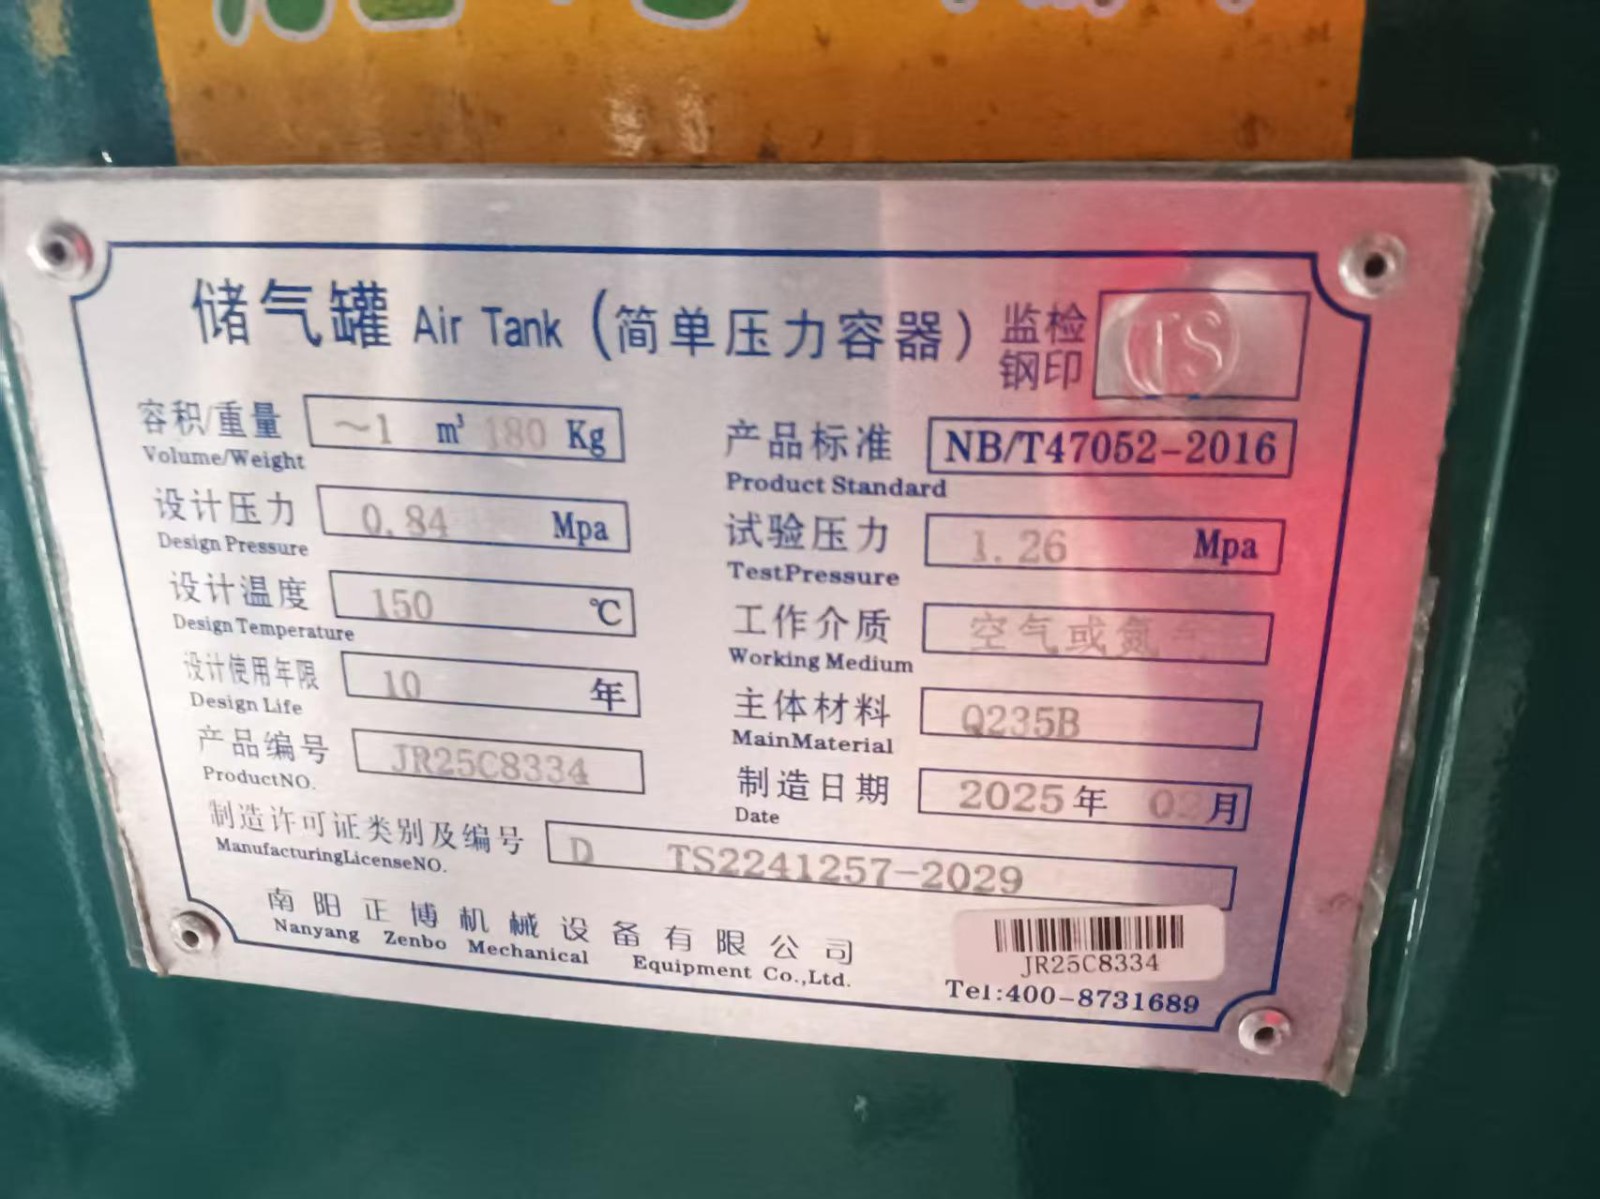 储气罐 Air Tank (简单压力容器) 监检钢印 TS
容积/重量 ~1 m³ 180 Kg
Volume/Weight
产品标准 NB/T47052-2016
Product Standard
设计压力 0.84 Mpa
Design Pressure
试验压力 1.26 Mpa
TestPressure
设计温度 150 ℃
Design Temperature
工作介质 空气或氮气
Working Medium
设计使用年限 10 年
Design Life
主体材料 Q235B
MainMaterial
产品编号 JR25C8334
ProductNO.
制造日期 2025年 02月
Date
制造许可证类别及编号 D TS2241257-2029
ManufacturingLicenseNO.
南阳正博机械设备有限公司
Nanyang Zenbo Mechanical Equipment Co.,Ltd.
JR25C8334
Tel:400-8731689